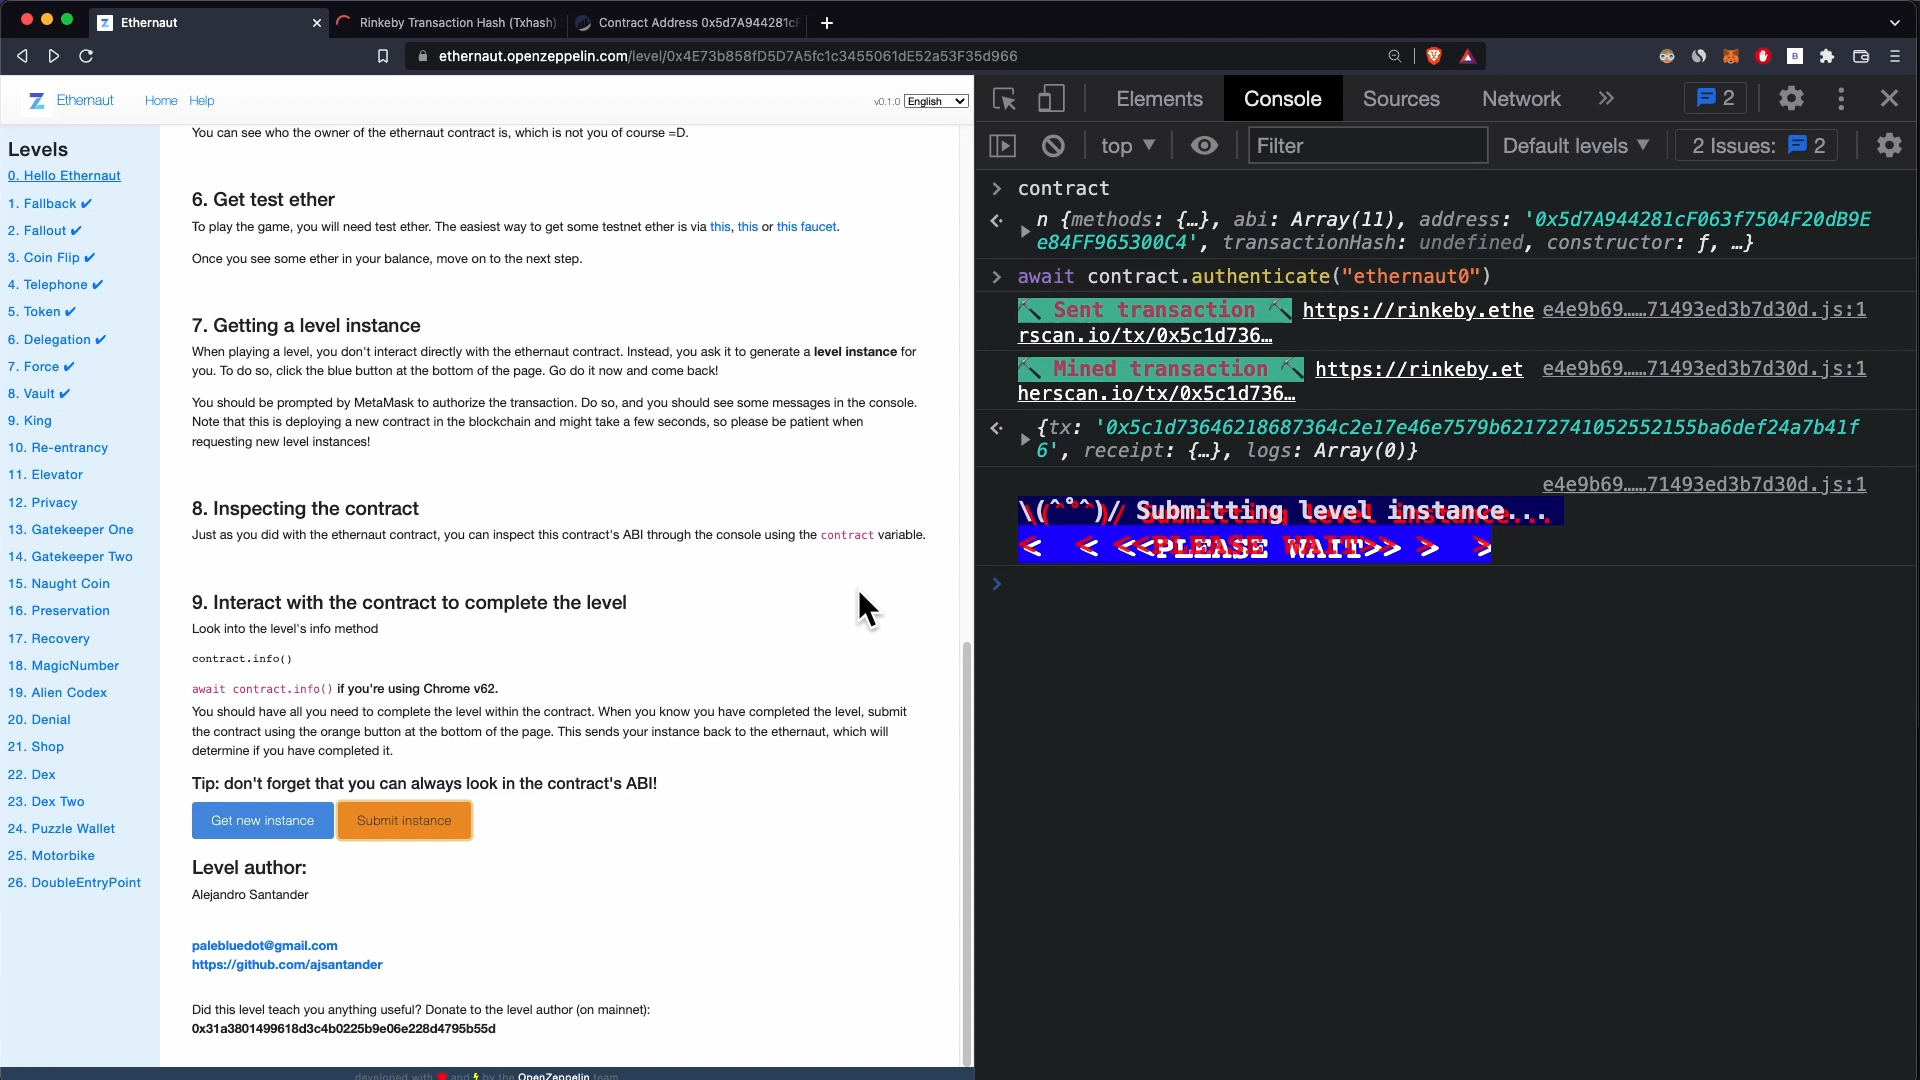 Ethernaut
Rinkeby Transaction Hash (Txhash)
Contract Address 0x5d7A944281cF
ethernaut.openzeppelin.com/level/0x4E73b858fD5D7A5fc1c3455061dE52a53F35d966
Ethernaut
Home
Help
v0.1.0
English
Levels
0. Hello Ethernaut
1. Fallback ✔
2. Fallout ✔
3. Coin Flip ✔
4. Telephone ✔
5. Token ✔
6. Delegation ✔
7. Force ✔
8. Vault ✔
9. King
10. Re-entrancy
11. Elevator
12. Privacy
13. Gatekeeper One
14. Gatekeeper Two
15. Naught Coin
16. Preservation
17. Recovery
18. MagicNumber
19. Alien Codex
20. Denial
21. Shop
22. Dex
23. Dex Two
24. Puzzle Wallet
25. Motorbike
26. DoubleEntryPoint
You can see who the owner of the ethernaut contract is, which is not you of course =D.
6. Get test ether
To play the game, you will need test ether. The easiest way to get some testnet ether is via this, this or this faucet.
Once you see some ether in your balance, move on to the next step.
7. Getting a level instance
When playing a level, you don't interact directly with the ethernaut contract. Instead, you ask it to generate a level instance for
you. To do so, click the blue button at the bottom of the page. Go do it now and come back!
You should be prompted by MetaMask to authorize the transaction. Do so, and you should see some messages in the console.
Note that this is deploying a new contract in the blockchain and might take a few seconds, so please be patient when
requesting new level instances!
8. Inspecting the contract
Just as you did with the ethernaut contract, you can inspect this contract's ABI through the console using the contract variable.
9. Interact with the contract to complete the level
Look into the level's info method
contract.info()
await contract.info() if you're using Chrome v62.
You should have all you need to complete the level within the contract. When you know you have completed the level, submit
the contract using the orange button at the bottom of the page. This sends your instance back to the ethernaut, which will
determine if you have completed it.
Tip: don't forget that you can always look in the contract's ABI!
Get new instance
Submit instance
Level author:
Alejandro Santander
palebluedot@gmail.com
https://github.com/ajsantander
Did this level teach you anything useful? Donate to the level author (on mainnet):
0x31a3801499618d3c4b0225b9e06e228d4795b55d
developed with ❤ and ⚡ by the OpenZeppelin team
Elements
Console
Sources
Network
2
top
Filter
Default levels
2 Issues: 2
> contract
n {methods: {…}, abi: Array(11), address: '0x5d7A944281cF063f7504F20dB9E
e84FF965300C4', transactionHash: undefined, constructor: ƒ, …}
> await contract.authenticate("ethernaut0")
Sent transaction https://rinkeby.ethe e4e9b69……71493ed3b7d30d.js:1
rscan.io/tx/0x5c1d736…
Mined transaction https://rinkeby.et e4e9b69……71493ed3b7d30d.js:1
herscan.io/tx/0x5c1d736…
{tx: '0x5c1d73646218687364c2e17e46e7579b62172741052552155ba6def24a7b41f
6', receipt: {…}, logs: Array(0)}
e4e9b69……71493ed3b7d30d.js:1
\(^°^)/ Submitting level instance...
< < <<PLEASE WAIT>> > >
>